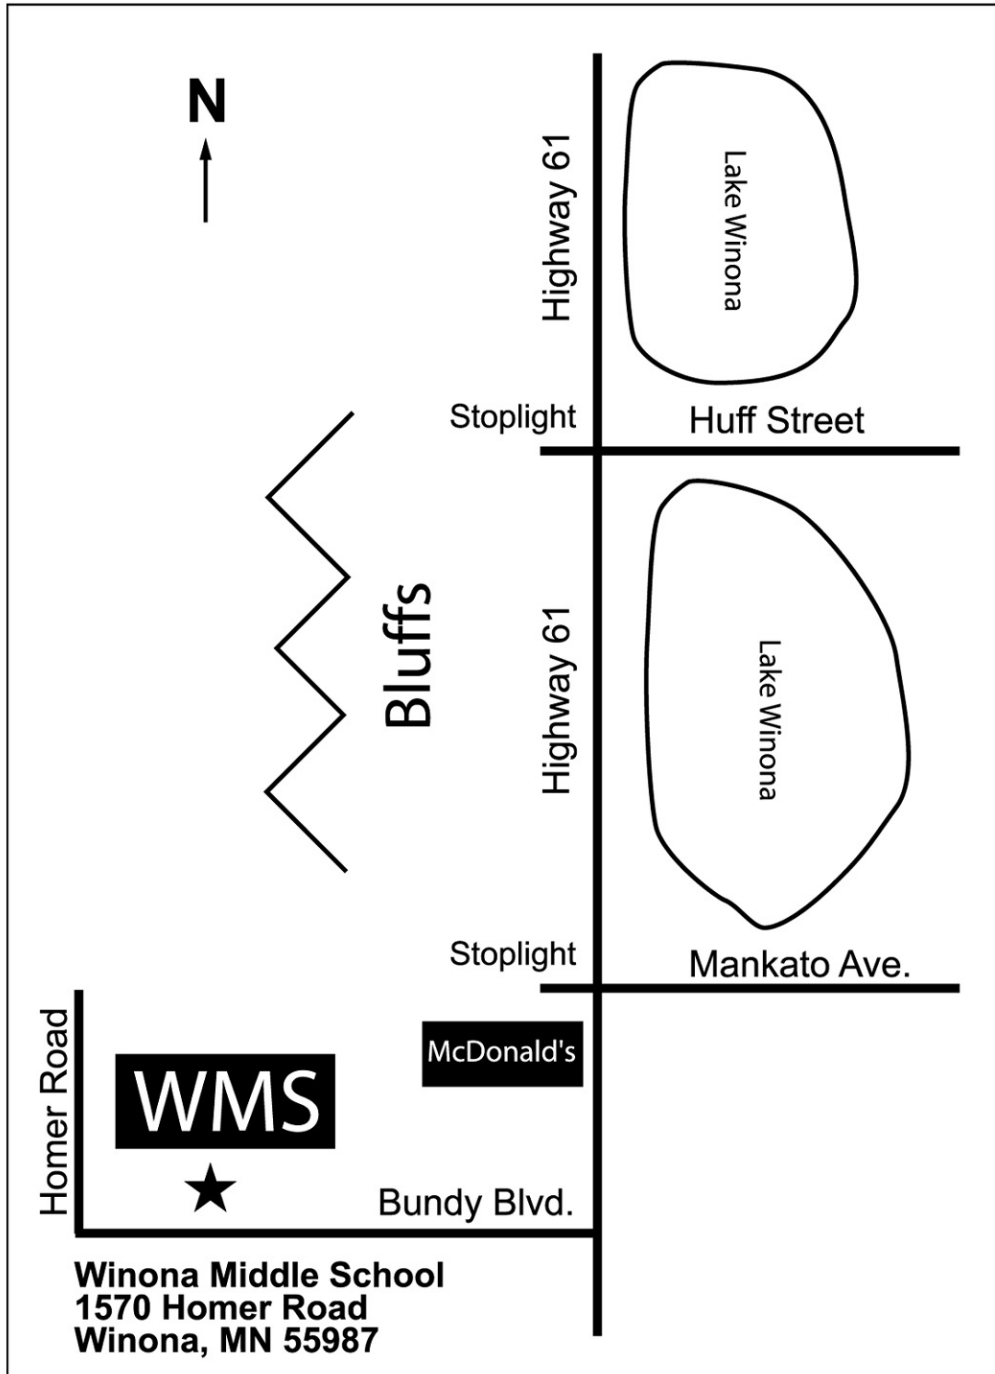 N
Highway 61
Lake Winona
Stoplight
Huff Street
Bluffs
Highway 61
Lake Winona
Stoplight
Mankato Ave.
Homer Road
McDonald's
WMS
Bundy Blvd.
Winona Middle School
1570 Homer Road
Winona, MN 55987